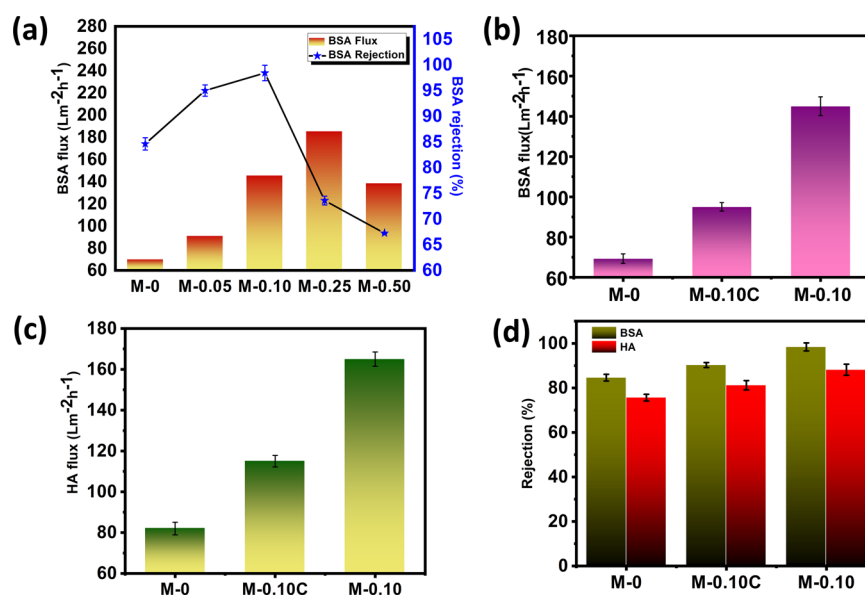 (a)
BSA Flux
BSA Rejection
BSA flux (Lm-²h-¹)
280
260
240
220
200
180
160
140
120
100
80
60
105
100
95
90
85
80
75
70
65
60
BSA rejection (%)
M-0 M-0.05 M-0.10 M-0.25 M-0.50
(b)
BSA flux(Lm-²h-¹)
180
160
140
120
100
80
60
M-0 M-0.10C M-0.10
(c)
HA flux (Lm-²h-¹)
180
160
140
120
100
80
60
M-0 M-0.10C M-0.10
(d)
BSA
HA
Rejection (%)
100
80
60
40
20
0
M-0 M-0.10C M-0.10